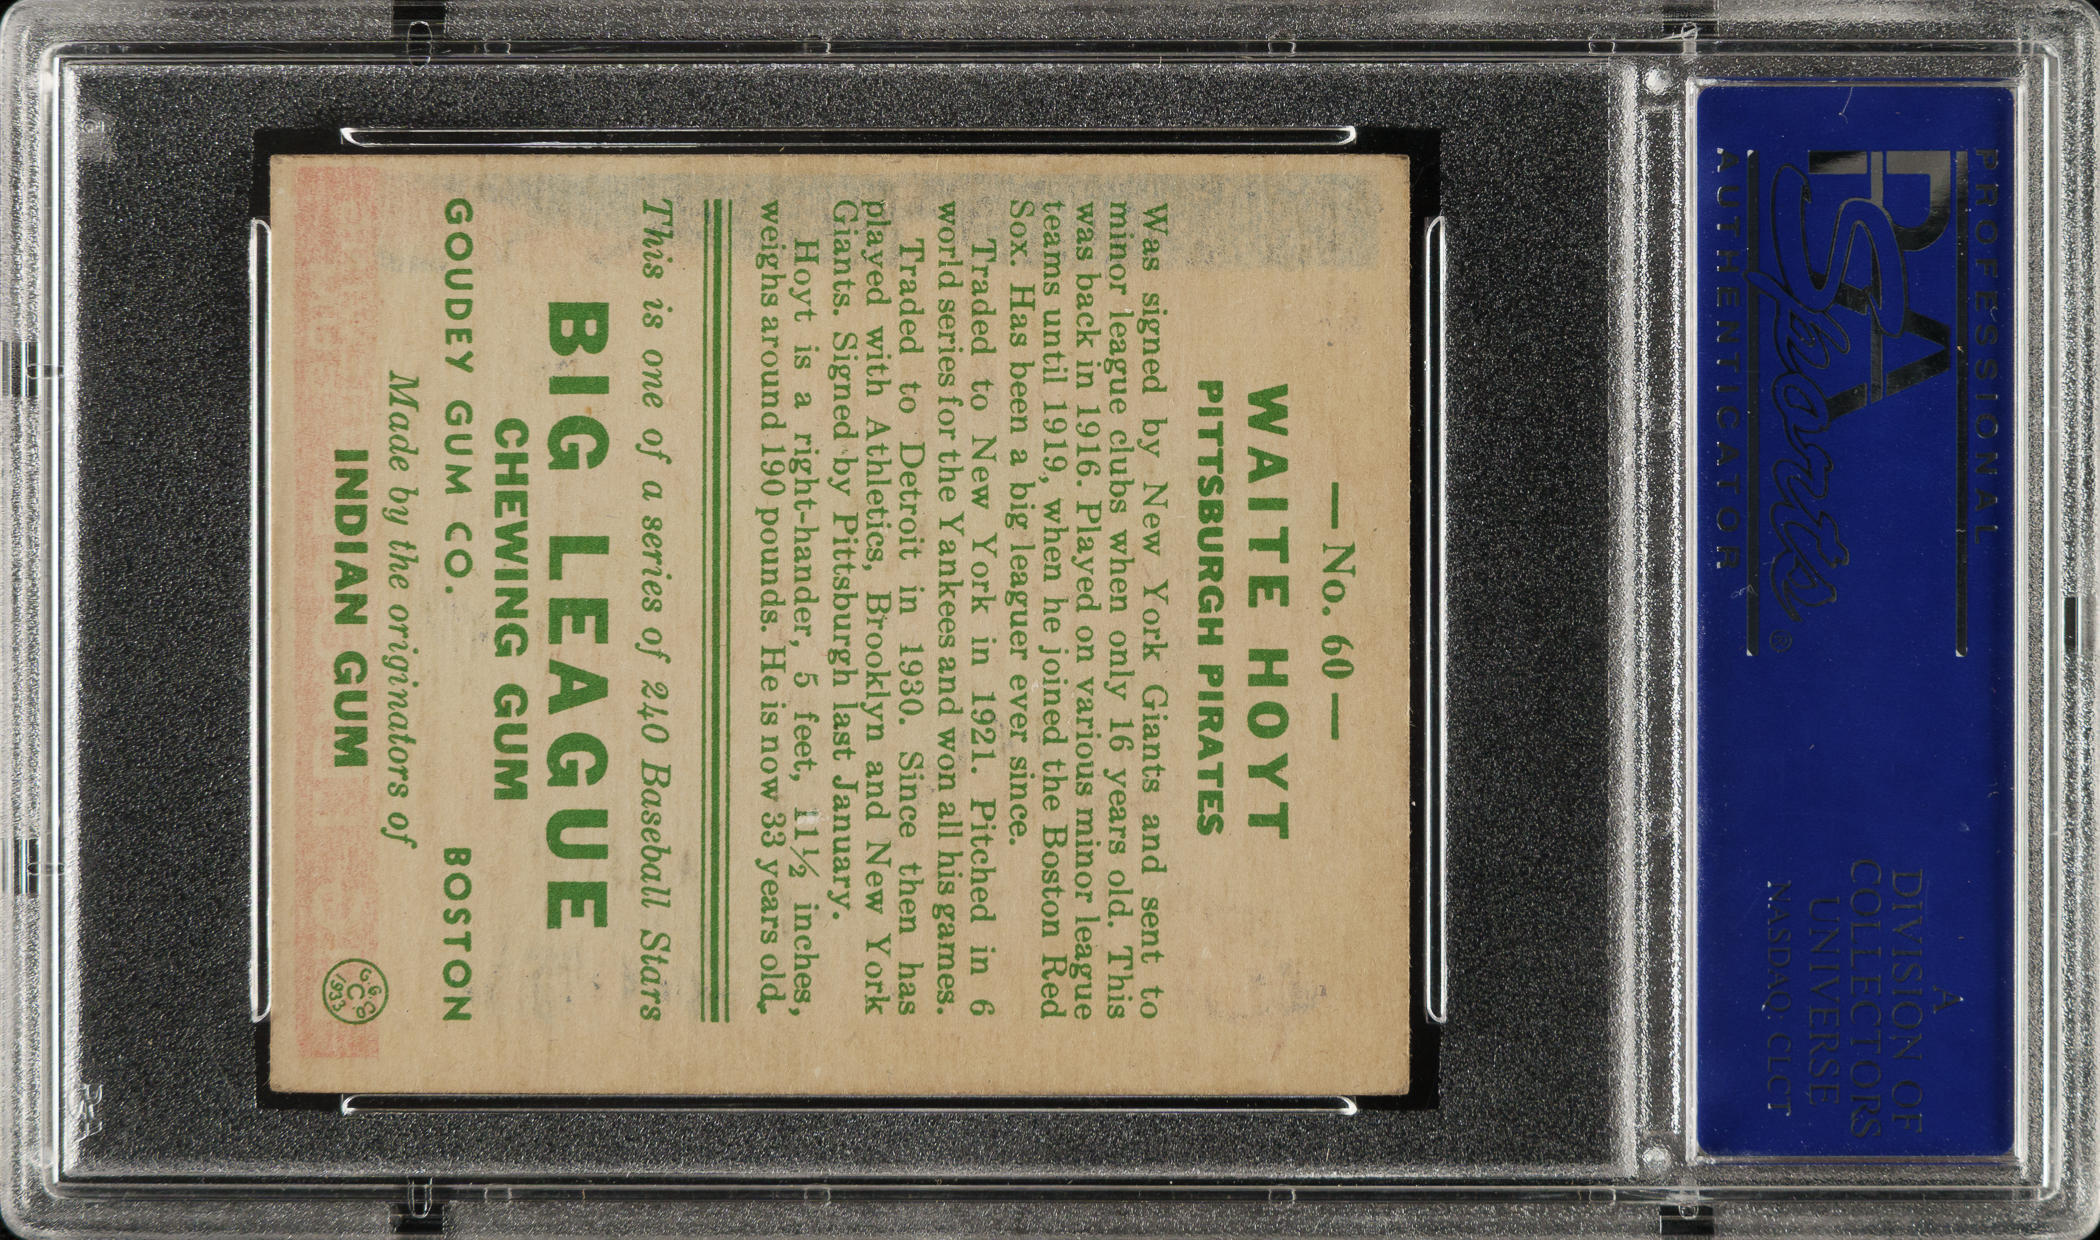 PROFESSIONAL
PSA
Sports®
AUTHENTICATOR
A
DIVISION OF
COLLECTORS
UNIVERSE
NASDAQ: CLCT
— No. 60 —
WAITE HOYT
PITTSBURGH PIRATES
Was signed by New York Giants and sent to
minor league clubs when only 16 years old. This
was back in 1916. Played on various minor league
teams until 1919, when he joined the Boston Red
Sox. Has been a big leaguer ever since.
Traded to New York in 1921. Pitched in 6
world series for the Yankees and won all his games.
Traded to Detroit in 1930. Since then has
played with Athletics, Brooklyn and New York
Giants. Signed by Pittsburgh last January.
Hoyt is a right-hander, 5 feet, 11½ inches,
weighs around 190 pounds. He is now 33 years old.
This is one of a series of 240 Baseball Stars
BIG LEAGUE
CHEWING GUM
GOUDEY GUM CO. BOSTON
Made by the originators of
INDIAN GUM
G.G.Co.
C
1933
PSA